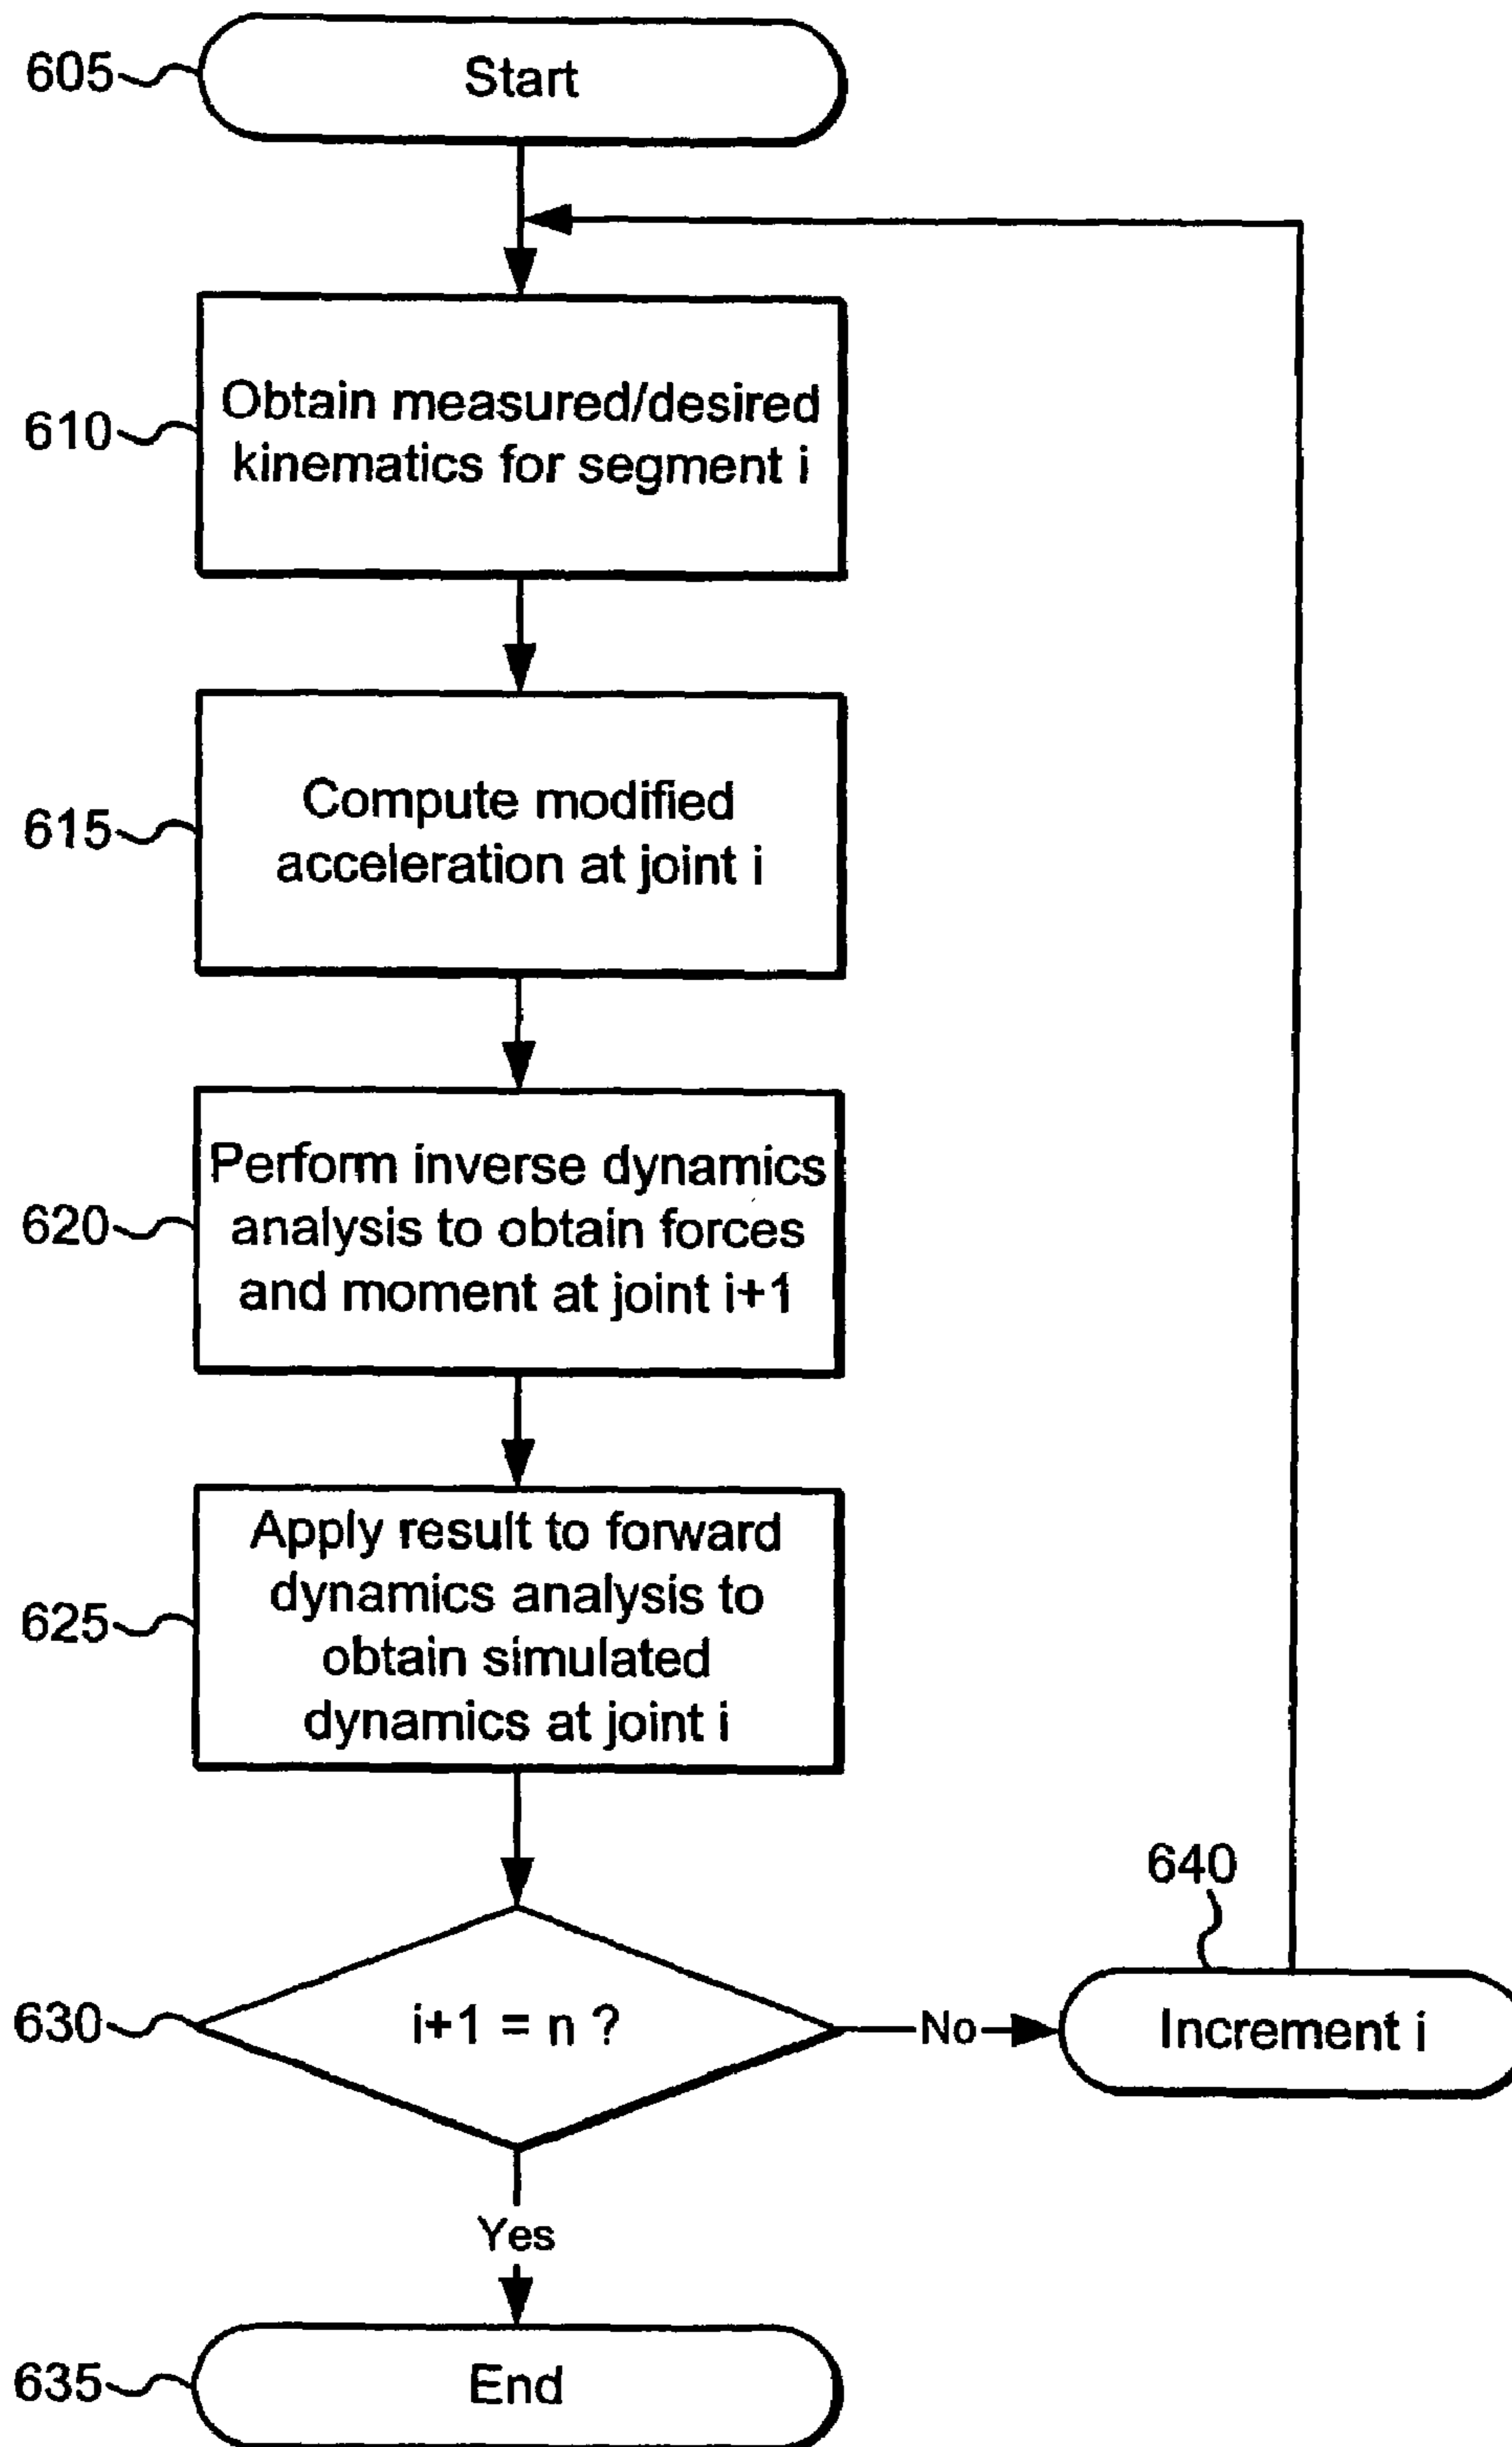 605
Start
610
Obtain measured/desired
kinematics for segment i
615
Compute modified
acceleration at joint i
620
Perform inverse dynamics
analysis to obtain forces
and moment at joint i+1
625
Apply result to forward
dynamics analysis to
obtain simulated
dynamics at joint i
630
i+1 = n ?
No
640
Increment i
Yes
635
End